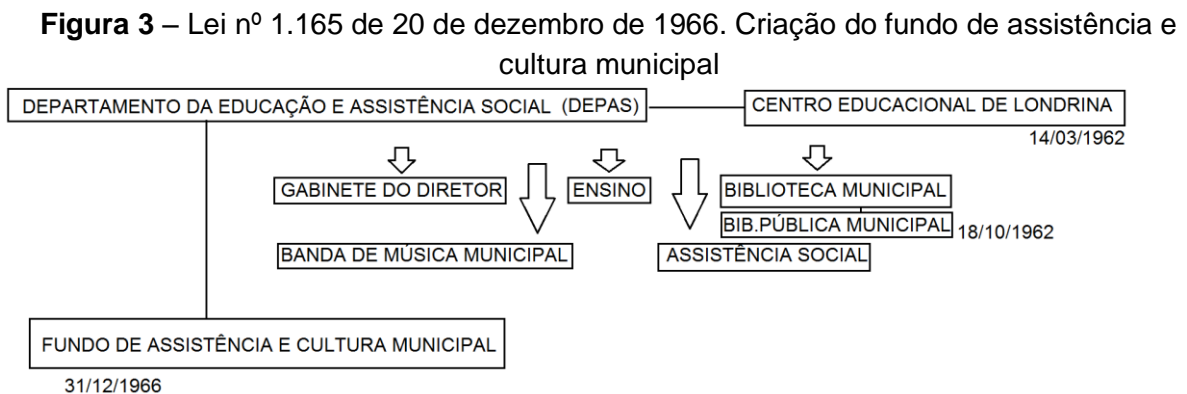 Figura 3 – Lei nº 1.165 de 20 de dezembro de 1966. Criação do fundo de assistência e
cultura municipal
DEPARTAMENTO DA EDUCAÇÃO E ASSISTÊNCIA SOCIAL (DEPAS)
CENTRO EDUCACIONAL DE LONDRINA
14/03/1962
GABINETE DO DIRETOR
ENSINO
BIBLIOTECA MUNICIPAL
BIB.PÚBLICA MUNICIPAL
18/10/1962
BANDA DE MÚSICA MUNICIPAL
ASSISTÊNCIA SOCIAL
FUNDO DE ASSISTÊNCIA E CULTURA MUNICIPAL
31/12/1966